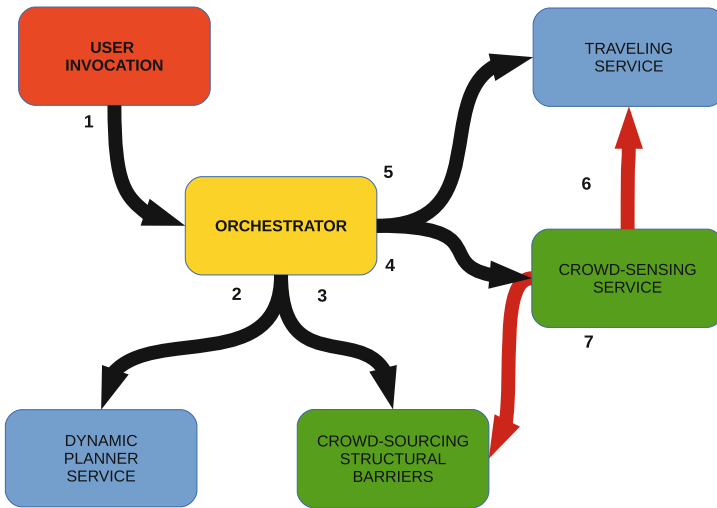 USER
INVOCATION
TRAVELING
SERVICE
1
5
6
ORCHESTRATOR
4
CROWD-SENSING
SERVICE
2
3
7
DYNAMIC
PLANNER
SERVICE
CROWD-SOURCING
STRUCTURAL
BARRIERS